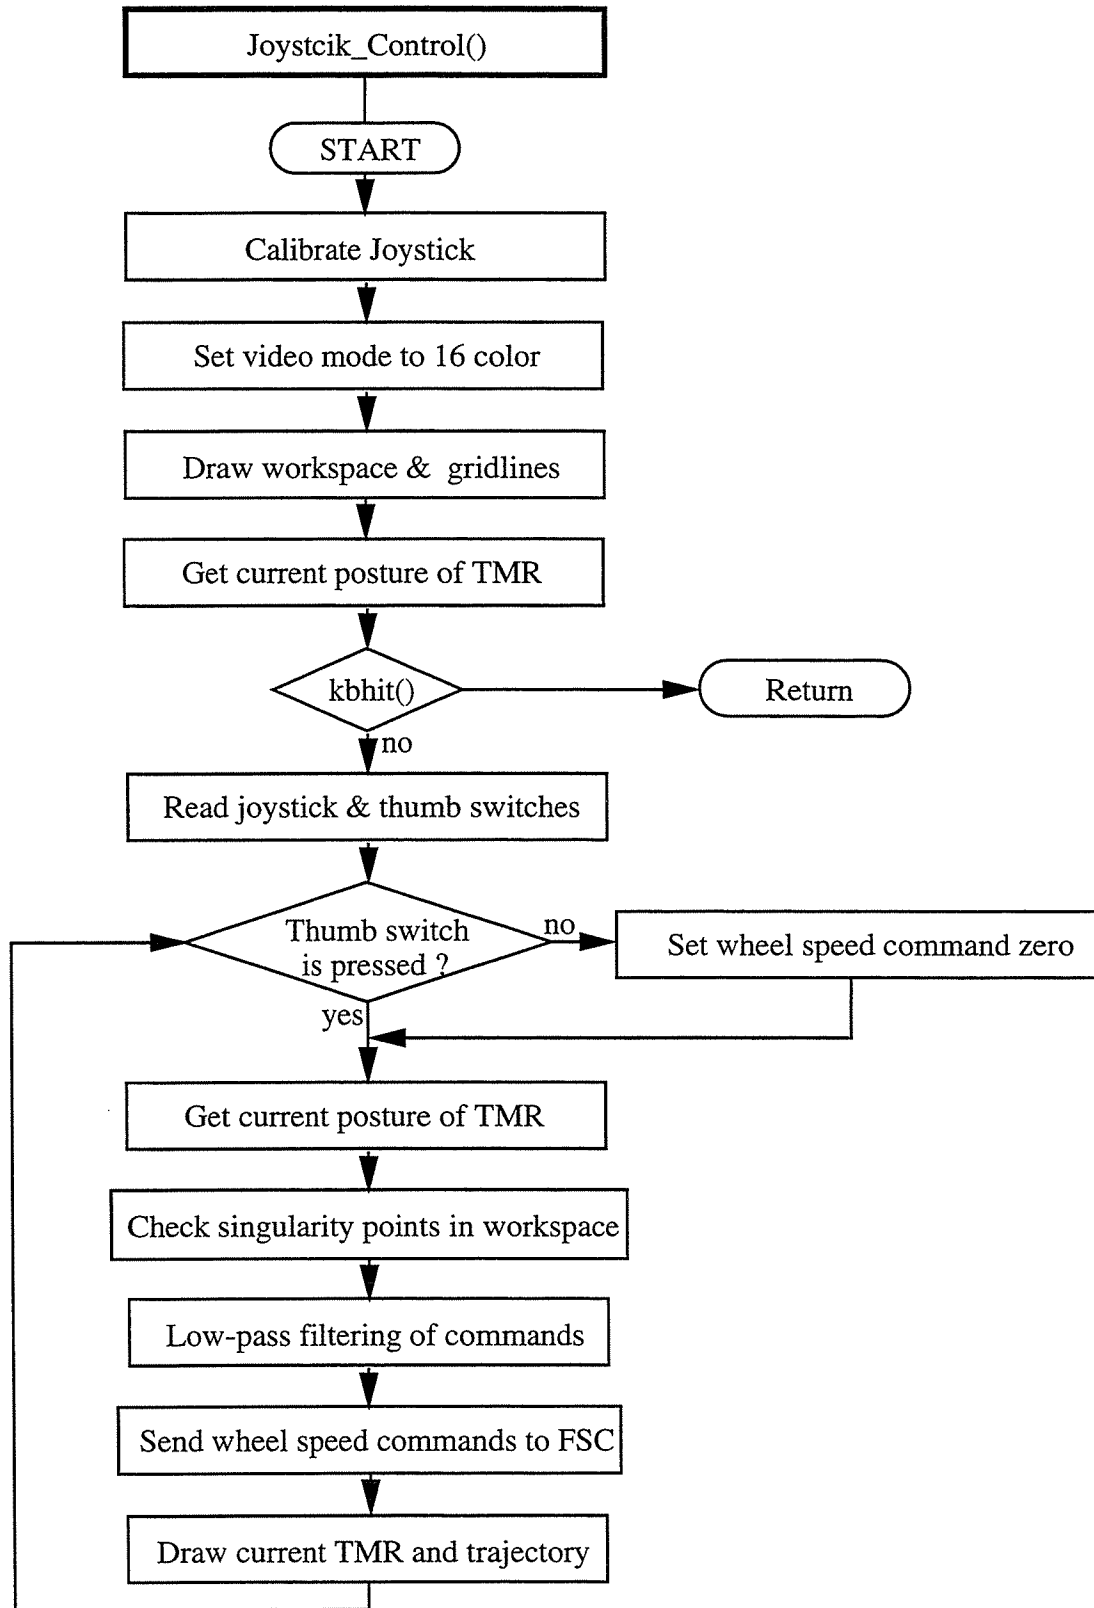 Joystcik_Control()
START
Calibrate Joystick
Set video mode to 16 color
Draw workspace & gridlines
Get current posture of TMR
kbhit()
Return
no
Read joystick & thumb switches
Thumb switch
is pressed ?
no
Set wheel speed command zero
yes
Get current posture of TMR
Check singularity points in workspace
Low-pass filtering of commands
Send wheel speed commands to FSC
Draw current TMR and trajectory